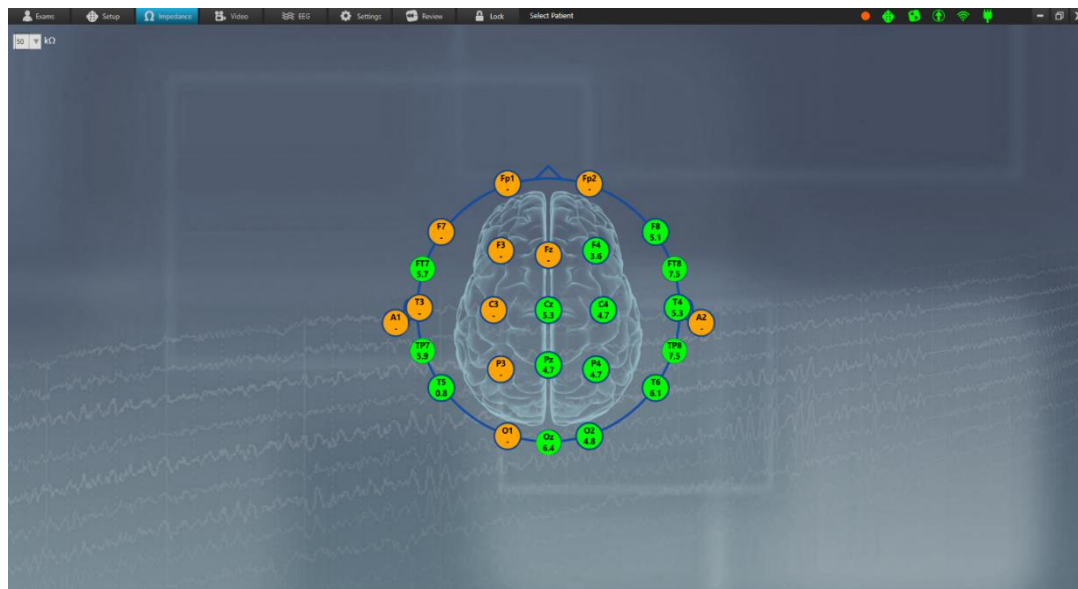 Exams Setup Ω Impedance Video EEG Settings Review Lock Select Patient
50 kΩ
Fp1
-
Fp2
-
F7
-
F8
5.1
F3
-
Fz
-
F4
3.6
FT7
5.7
FT8
7.5
A1
-
T3
-
C3
-
Cz
5.3
C4
4.7
T4
5.3
A2
-
TP7
5.9
TP8
7.5
P3
-
Pz
4.7
P4
4.7
T5
0.8
T6
6.1
O1
-
Oz
6.4
O2
4.8